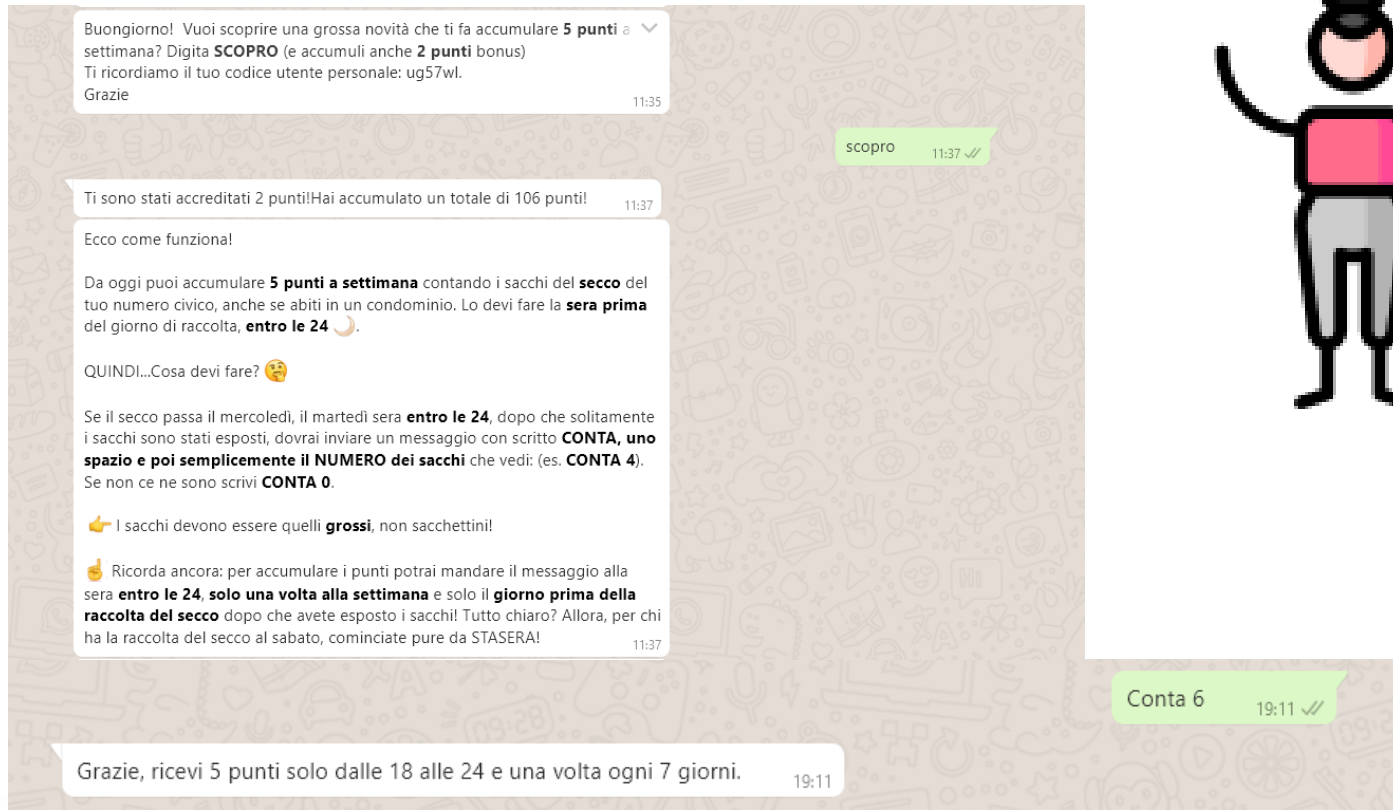 Buongiorno! Vuoi scoprire una grossa novità che ti fa accumulare 5 punti a
settimana? Digita SCOPRO (e accumuli anche 2 punti bonus)
Ti ricordiamo il tuo codice utente personale: ug57wl.
Grazie
11:35
scopro
11:37
Ti sono stati accreditati 2 punti!Hai accumulato un totale di 106 punti!
11:37
Ecco come funziona!
Da oggi puoi accumulare 5 punti a settimana contando i sacchi del secco del
tuo numero civico, anche se abiti in un condominio. Lo devi fare la sera prima
del giorno di raccolta, entro le 24 🌙.
QUINDI...Cosa devi fare? 🤔
Se il secco passa il mercoledì, il martedì sera entro le 24, dopo che solitamente
i sacchi sono stati esposti, dovrai inviare un messaggio con scritto CONTA, uno
spazio e poi semplicemente il NUMERO dei sacchi che vedi: (es. CONTA 4).
Se non ce ne sono scrivi CONTA 0.
👉 I sacchi devono essere quelli grossi, non sacchettini!
☝ Ricorda ancora: per accumulare i punti potrai mandare il messaggio alla
sera entro le 24, solo una volta alla settimana e solo il giorno prima della
raccolta del secco dopo che avete esposto i sacchi! Tutto chiaro? Allora, per chi
ha la raccolta del secco al sabato, cominciate pure da STASERA!
11:37
Conta 6
19:11
Grazie, ricevi 5 punti solo dalle 18 alle 24 e una volta ogni 7 giorni.
19:11